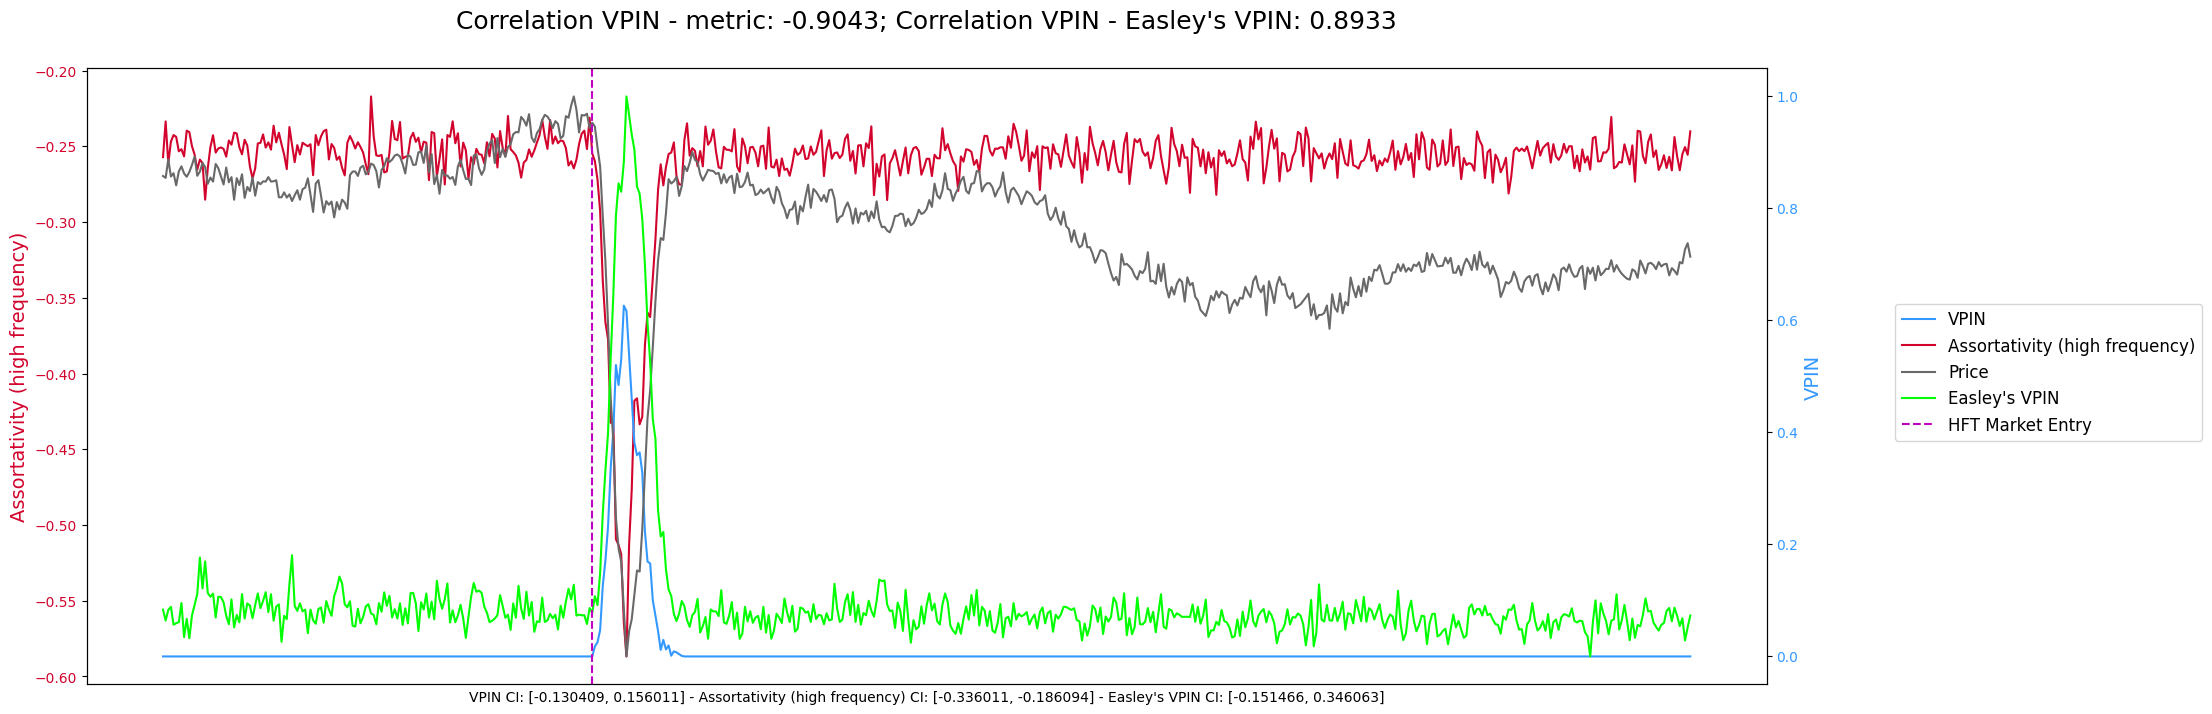 Correlation VPIN - metric: -0.9043; Correlation VPIN - Easley's VPIN: 0.8933
Assortativity (high frequency)
−0.20
−0.25
−0.30
−0.35
−0.40
−0.45
−0.50
−0.55
−0.60
1.0
0.8
0.6
0.4
0.2
0.0
VPIN
VPIN
Assortativity (high frequency)
Price
Easley's VPIN
HFT Market Entry
VPIN CI: [-0.130409, 0.156011] - Assortativity (high frequency) CI: [-0.336011, -0.186094] - Easley's VPIN CI: [-0.151466, 0.346063]